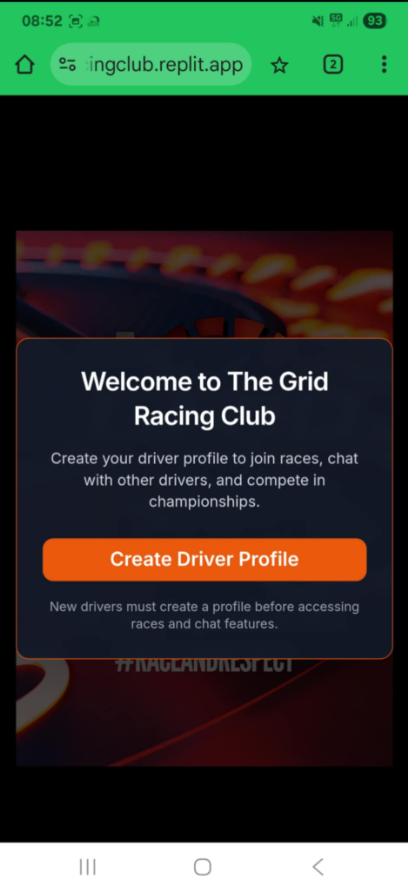 08:52
5G
93
ingclub.replit.app
2
Welcome to The Grid
Racing Club
Create your driver profile to join races, chat
with other drivers, and compete in
championships.
Create Driver Profile
New drivers must create a profile before accessing
races and chat features.
#RACEANDRESPECT